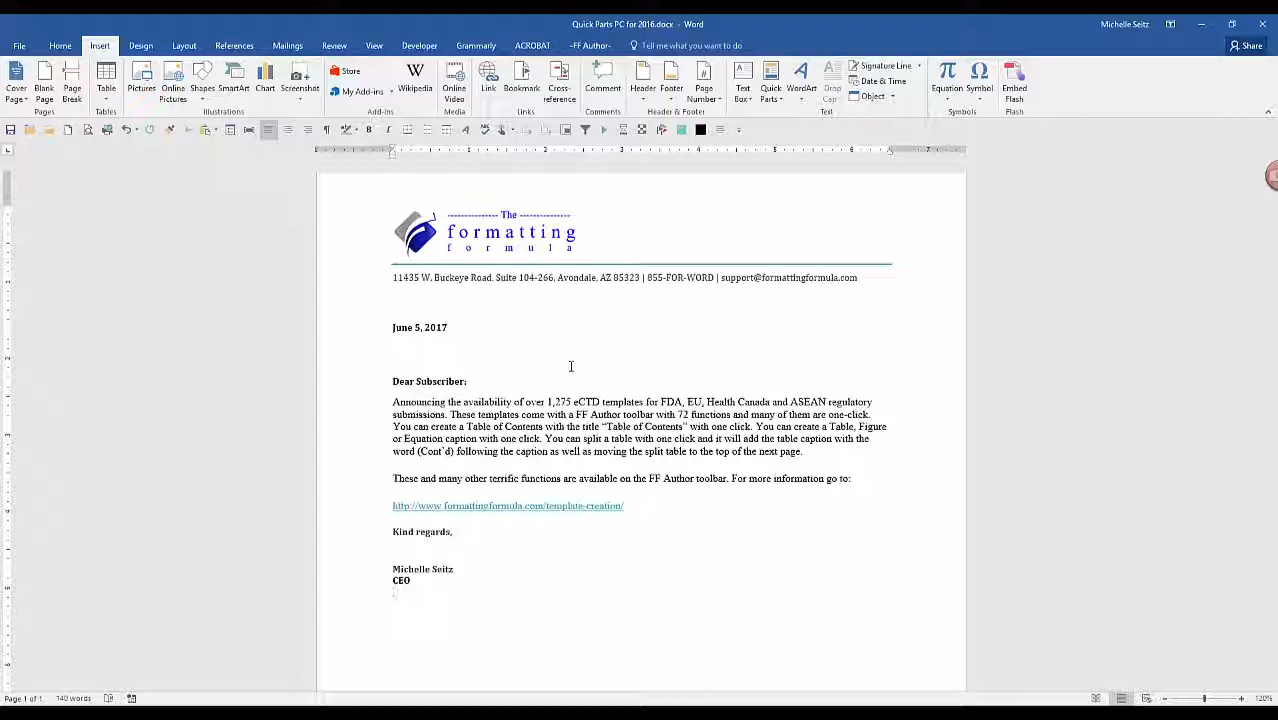 Quick Parts PC for 2016.docx - Word
Michelle Seitz
File Home Insert Design Layout References Mailings Review View Developer Grammarly ACROBAT ~FF Author~ Tell me what you want to do
Share
Cover Page
Blank Page
Page Break
Table
Pictures
Online Pictures
Shapes
SmartArt
Chart
Screenshot
Store
My Add-ins
Wikipedia
Online Video
Link
Bookmark
Cross-reference
Comment
Header
Footer
Page Number
Text Box
Quick Parts
WordArt
Drop Cap
Signature Line
Date & Time
Object
Equation
Symbol
Embed Flash
Pages Tables Illustrations Add-ins Media Links Comments Header & Footer Text Symbols Flash
1 2 3 4 5 6 7
--------------- The ---------------
formatting
formula
11435 W. Buckeye Road, Suite 104-266, Avondale, AZ 85323 | 855-FOR-WORD | support@formattingformula.com
June 5, 2017
Dear Subscriber:
Announcing the availability of over 1,275 eCTD templates for FDA, EU, Health Canada and ASEAN regulatory
submissions. These templates come with a FF Author toolbar with 72 functions and many of them are one-click.
You can create a Table of Contents with the title “Table of Contents” with one click. You can create a Table, Figure
or Equation caption with one click. You can split a table with one click and it will add the table caption with the
word (Cont’d) following the caption as well as moving the split table to the top of the next page.
These and many other terrific functions are available on the FF Author toolbar. For more information go to:
http://www.formattingformula.com/template-creation/
Kind regards,
Michelle Seitz
CEO
Page 1 of 1 140 words
120%